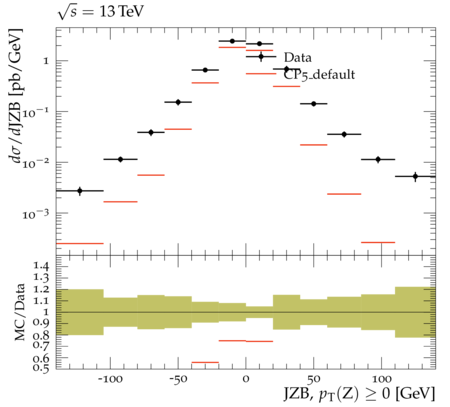 √s = 13 TeV
dσ/dJZB [pb/GeV]
1
10⁻¹
10⁻²
10⁻³
Data
CP5_default
MC/Data
1.4
1.3
1.2
1.1
1
0.9
0.8
0.7
0.6
0.5
-100 -50 0 50 100
JZB, pT(Z) ≥ 0 [GeV]